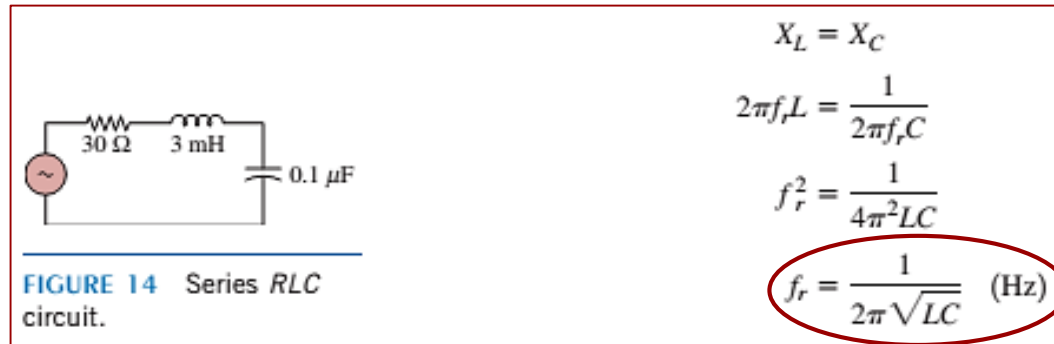 30 Ω
3 mH
~
0.1 μF
FIGURE 14 Series RLC
circuit.
X_L = X_C
2πf_rL = 1/(2πf_rC)
f_r² = 1/(4π²LC)
f_r = 1/(2π√LC) (Hz)